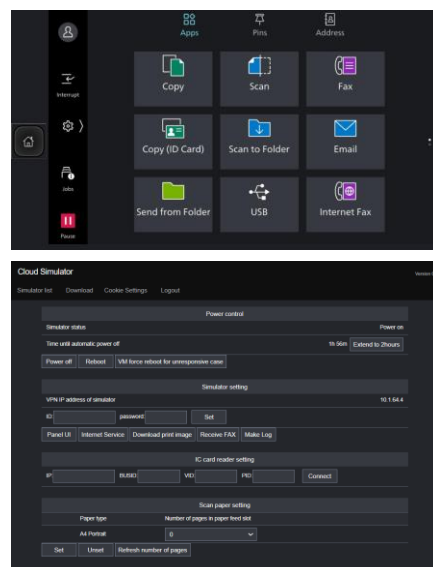 Apps Pins Address
Interrupt
Copy Scan Fax
Copy (ID Card) Scan to Folder Email
Jobs
Send from Folder USB Internet Fax
Pause
Cloud Simulator
Simulator list Download Cookie Settings Logout
Power control
Simulator status Power on
Time until automatic power off 1h 56m Extend to 2hours
Power off Reboot VM force reboot for unresponsive case
Simulator setting
VPN IP address of simulator 10.1.64.4
ID: password: Set
Panel UI Internet Service Download print image Receive FAX Make Log
IC card reader setting
IP BUSID VID PID Connect
Scan paper setting
Paper type Number of pages in paper feed slot
A4 Portrait 0
Set Unset Refresh number of pages